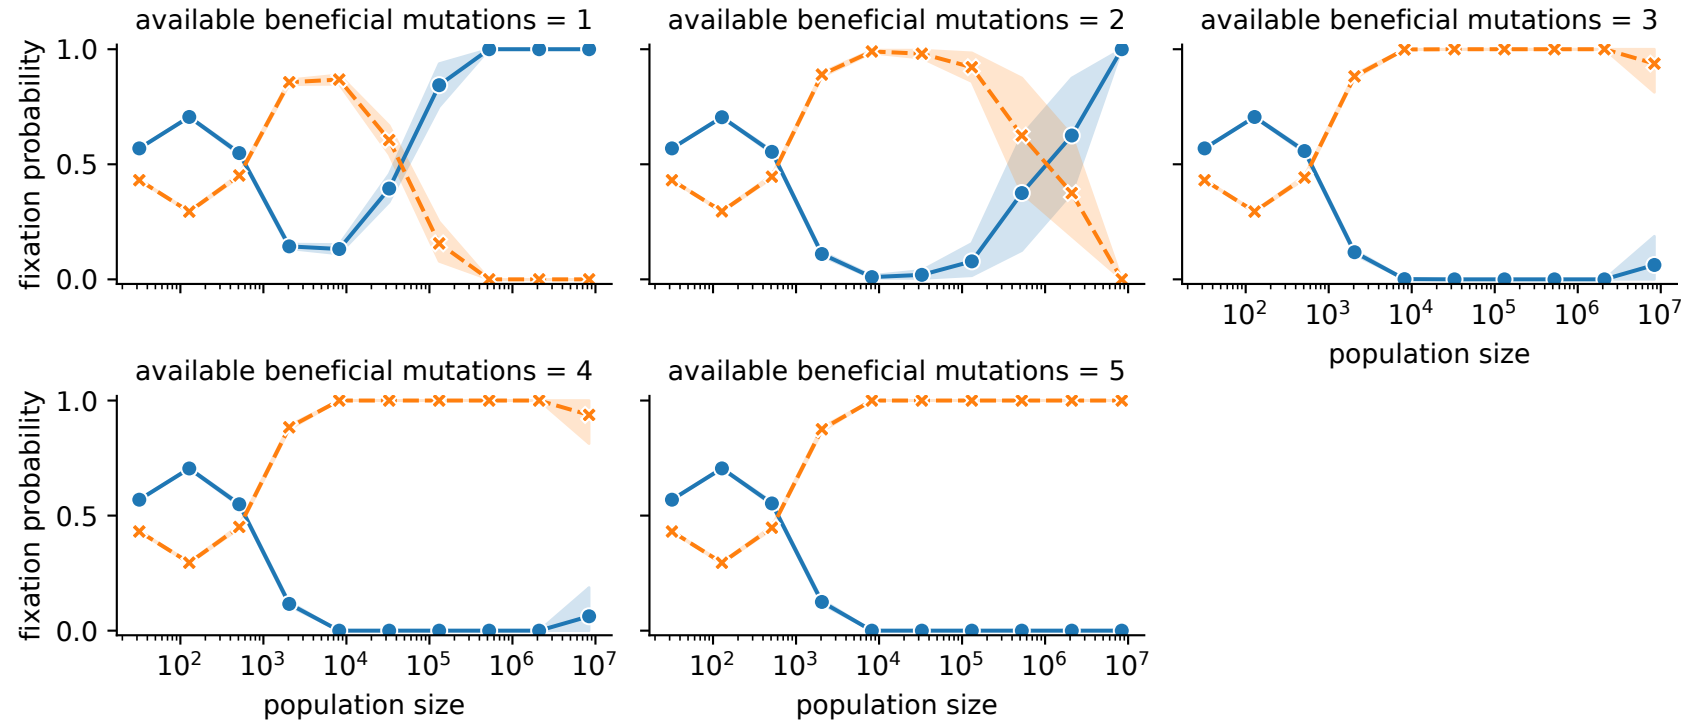 available beneficial mutations = 1
available beneficial mutations = 2
available beneficial mutations = 3
fixation probability
1.0
0.5
0.0
10² 10³ 10⁴ 10⁵ 10⁶ 10⁷
population size
available beneficial mutations = 4
available beneficial mutations = 5
fixation probability
1.0
0.5
0.0
10² 10³ 10⁴ 10⁵ 10⁶ 10⁷
10² 10³ 10⁴ 10⁵ 10⁶ 10⁷
population size
population size